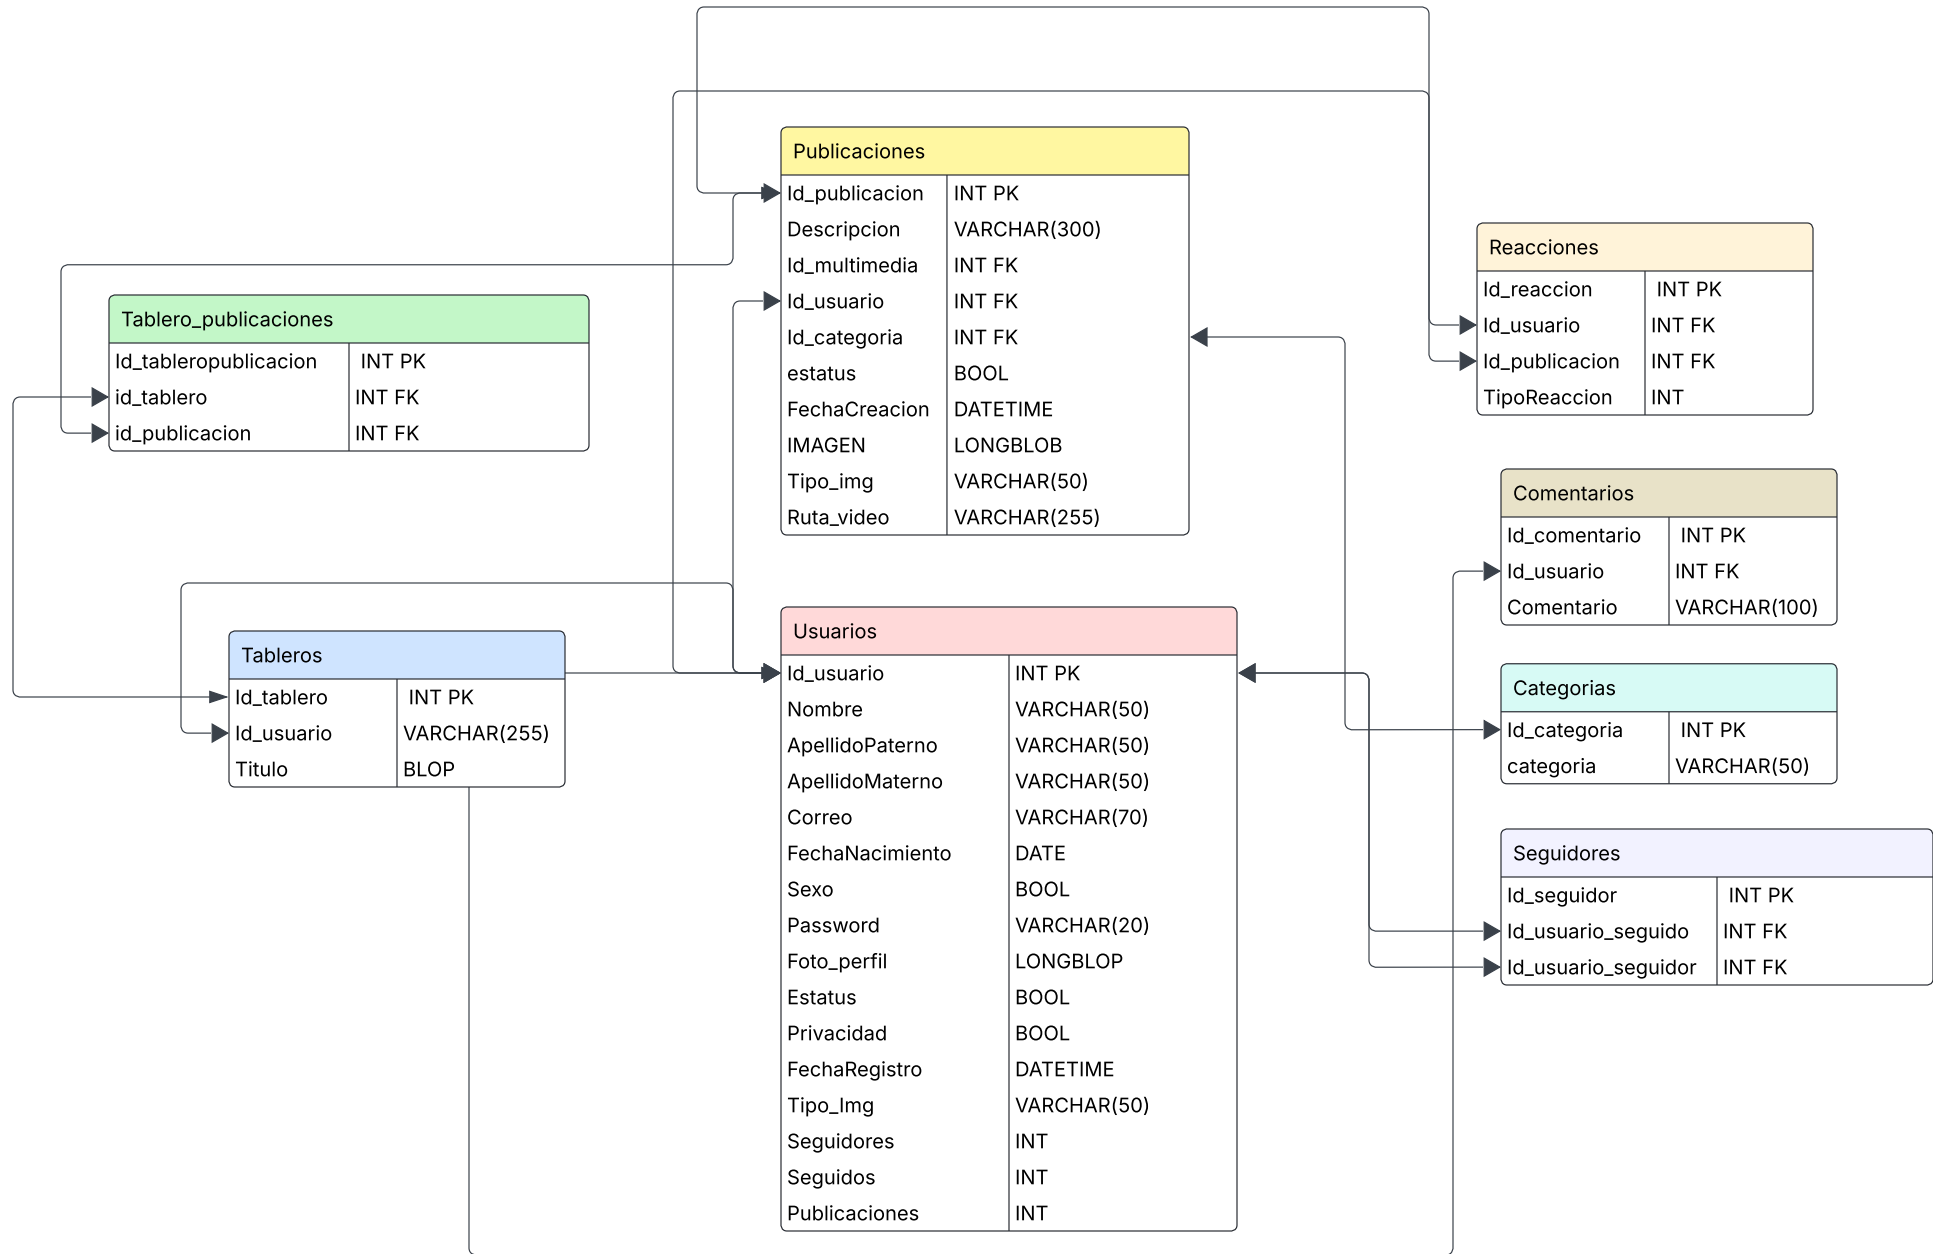 Publicaciones
Id_publicacion INT PK
Descripcion VARCHAR(300)
Id_multimedia INT FK
Id_usuario INT FK
Id_categoria INT FK
estatus BOOL
FechaCreacion DATETIME
IMAGEN LONGBLOB
Tipo_img VARCHAR(50)
Ruta_video VARCHAR(255)
Reacciones
Id_reaccion INT PK
Id_usuario INT FK
Id_publicacion INT FK
TipoReaccion INT
Tablero_publicaciones
Id_tableropublicacion INT PK
id_tablero INT FK
id_publicacion INT FK
Comentarios
Id_comentario INT PK
Id_usuario INT FK
Comentario VARCHAR(100)
Tableros
Id_tablero INT PK
Id_usuario VARCHAR(255)
Titulo BLOP
Usuarios
Id_usuario INT PK
Nombre VARCHAR(50)
ApellidoPaterno VARCHAR(50)
ApellidoMaterno VARCHAR(50)
Correo VARCHAR(70)
FechaNacimiento DATE
Sexo BOOL
Password VARCHAR(20)
Foto_perfil LONGBLOP
Estatus BOOL
Privacidad BOOL
FechaRegistro DATETIME
Tipo_Img VARCHAR(50)
Seguidores INT
Seguidos INT
Publicaciones INT
Categorias
Id_categoria INT PK
categoria VARCHAR(50)
Seguidores
Id_seguidor INT PK
Id_usuario_seguido INT FK
Id_usuario_seguidor INT FK